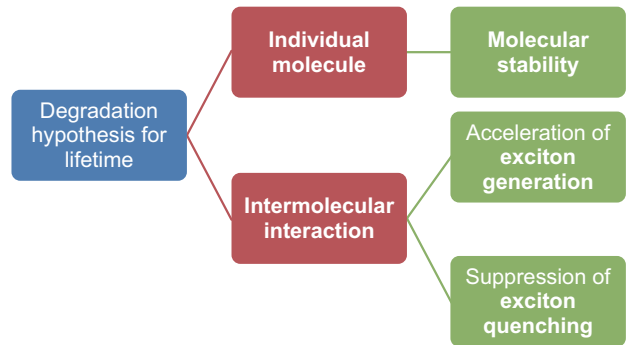 Degradation
hypothesis for
lifetime
Individual
molecule
Molecular
stability
Intermolecular
interaction
Acceleration of
exciton
generation
Suppression of
exciton
quenching